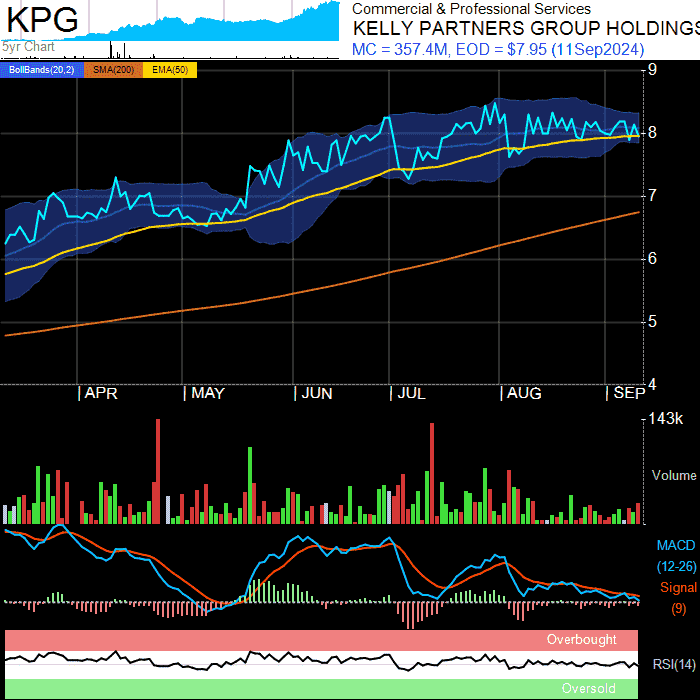 KPG
5yr Chart
Commercial & Professional Services
KELLY PARTNERS GROUP HOLDINGS
MC = 357.4M, EOD = $7.95 (11Sep2024)
BollBands(20,2) SMA(200) EMA(50)
9
8
7
6
5
4
APR MAY JUN JUL AUG SEP
143k
Volume
MACD
(12-26)
Signal
(9)
Overbought
RSI(14)
Oversold